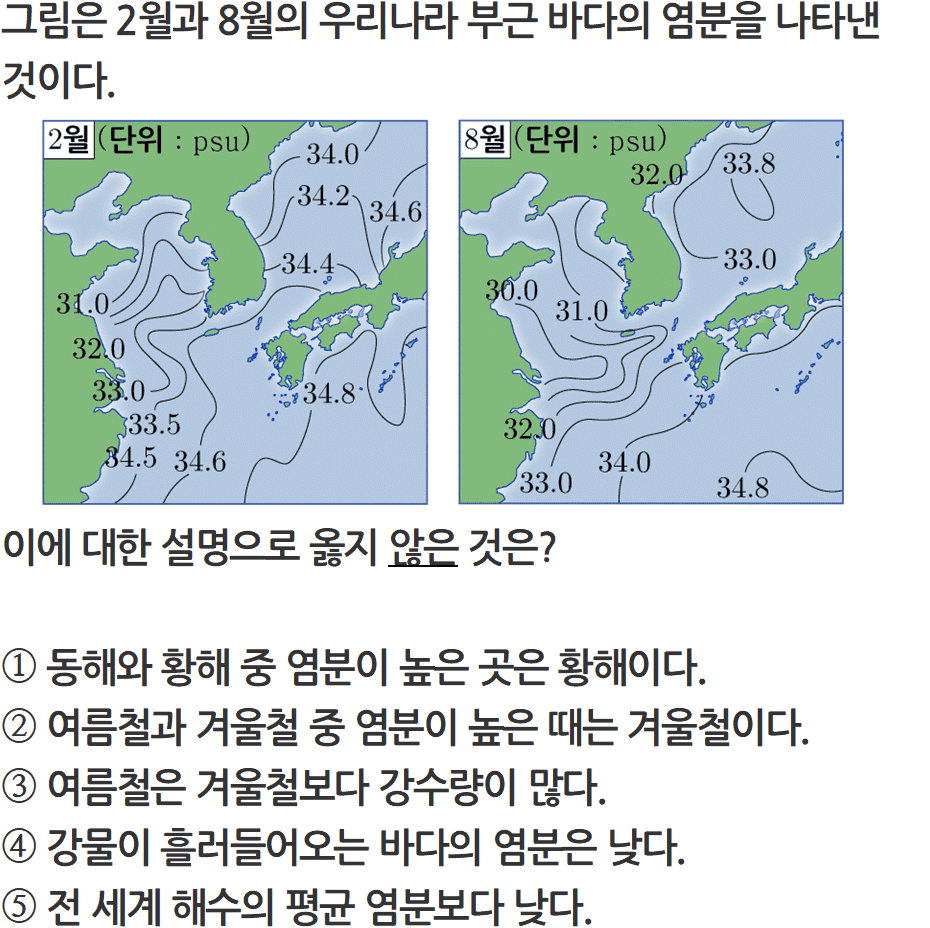 그림은 2월과 8월의 우리나라 부근 바다의 염분을 나타낸
것이다.
2월 (단위 : psu)
34.0
34.2
34.6
34.4
31.0
32.0
33.0
34.8
33.5
34.5 34.6
8월 (단위 : psu)
32.0
33.8
33.0
30.0
31.0
32.0
34.0
33.0
34.8
이에 대한 설명으로 옳지 않은 것은?
① 동해와 황해 중 염분이 높은 곳은 황해이다.
② 여름철과 겨울철 중 염분이 높은 때는 겨울철이다.
③ 여름철은 겨울철보다 강수량이 많다.
④ 강물이 흘러들어오는 바다의 염분은 낮다.
⑤ 전 세계 해수의 평균 염분보다 낮다.